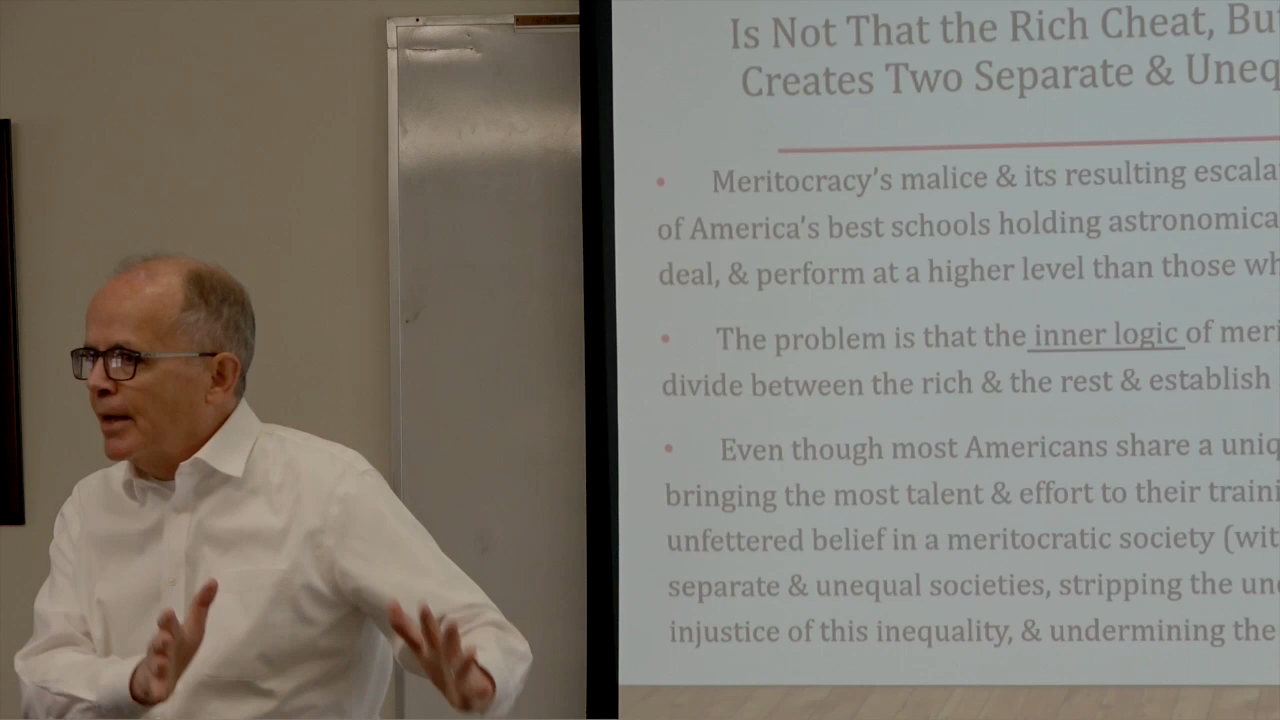 Is Not That the Rich Cheat, Bu
Creates Two Separate & Uneq
• Meritocracy's malice & its resulting escala
of America's best schools holding astronomica
deal, & perform at a higher level than those wh
• The problem is that the inner logic of meri
divide between the rich & the rest & establish
• Even though most Americans share a uniq
bringing the most talent & effort to their traini
unfettered belief in a meritocratic society (wit
separate & unequal societies, stripping the un
injustice of this inequality, & undermining the